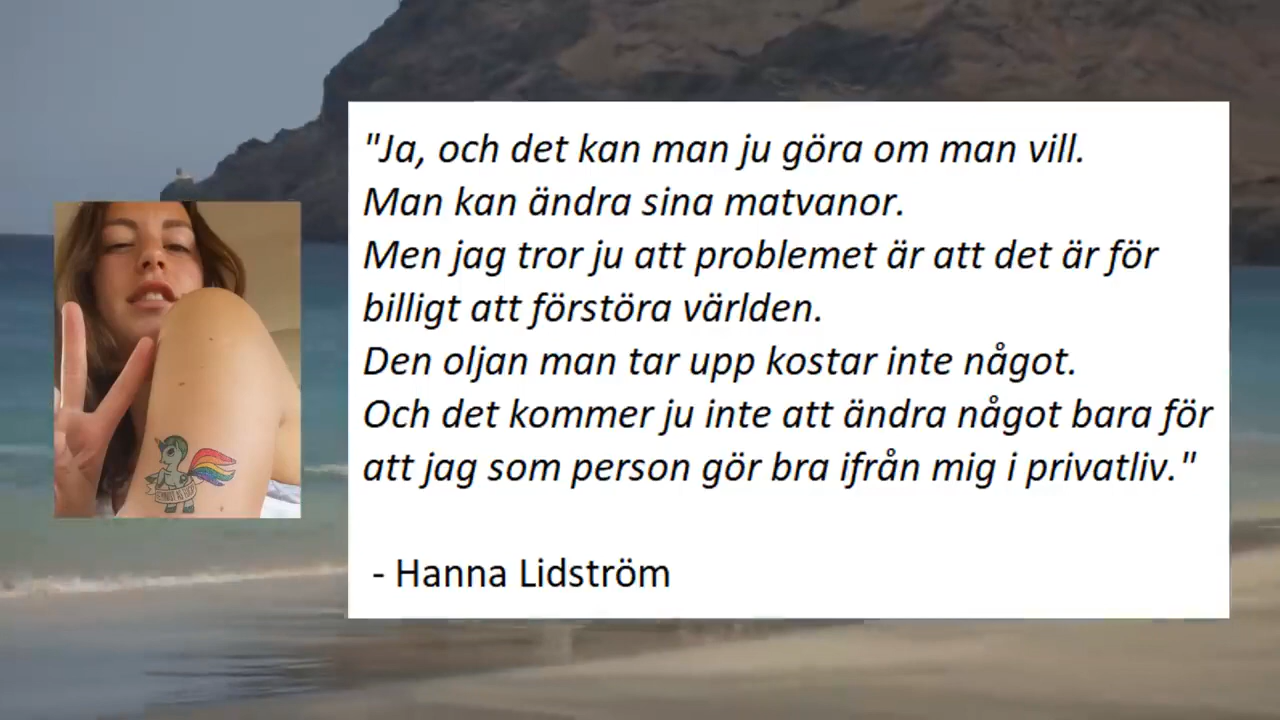 "Ja, och det kan man ju göra om man vill.
Man kan ändra sina matvanor.
Men jag tror ju att problemet är att det är för
billigt att förstöra världen.
Den oljan man tar upp kostar inte något.
Och det kommer ju inte att ändra något bara för
att jag som person gör bra ifrån mig i privatliv."
- Hanna Lidström